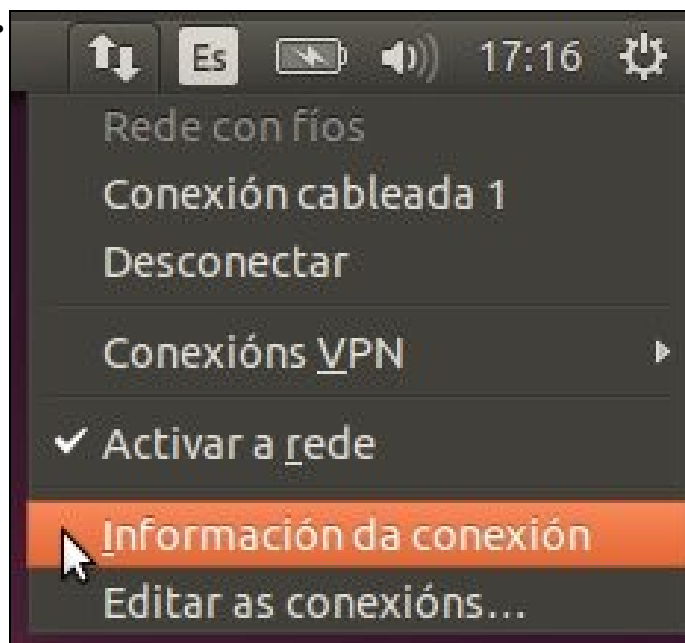 Es 17:16
Rede con fíos
Conexión cableada 1
Desconectar
Conexións VPN
Activar a rede
Información da conexión
Editar as conexións...